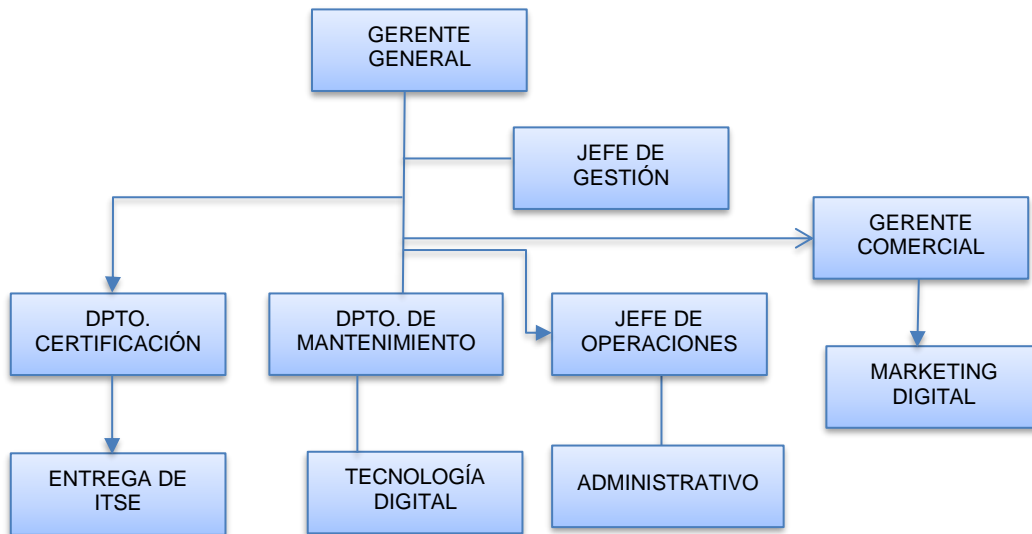 GERENTE
GENERAL
JEFE DE
GESTIÓN
GERENTE
COMERCIAL
DPTO.
CERTIFICACIÓN
DPTO. DE
MANTENIMIENTO
JEFE DE
OPERACIONES
MARKETING
DIGITAL
ENTREGA DE
ITSE
TECNOLOGÍA
DIGITAL
ADMINISTRATIVO